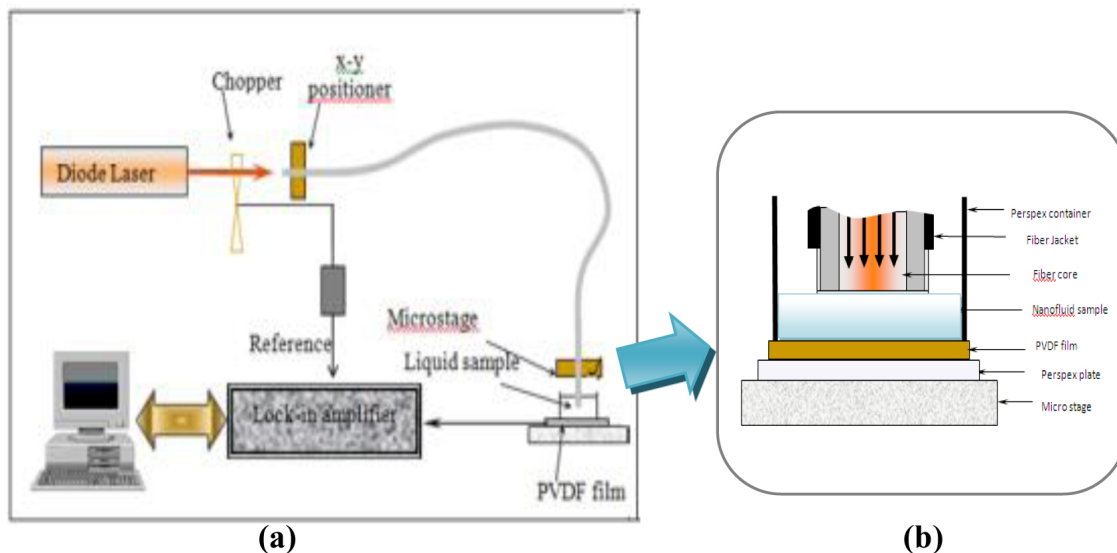 x-y
positioner
Chopper
Diode Laser
Microstage
Liquid sample
Reference
Lock-in amplifier
PVDF film
(a)
Perspex container
Fiber Jacket
Fiber core
Nanofluid sample
PVDF film
Perspex plate
Micro stage
(b)